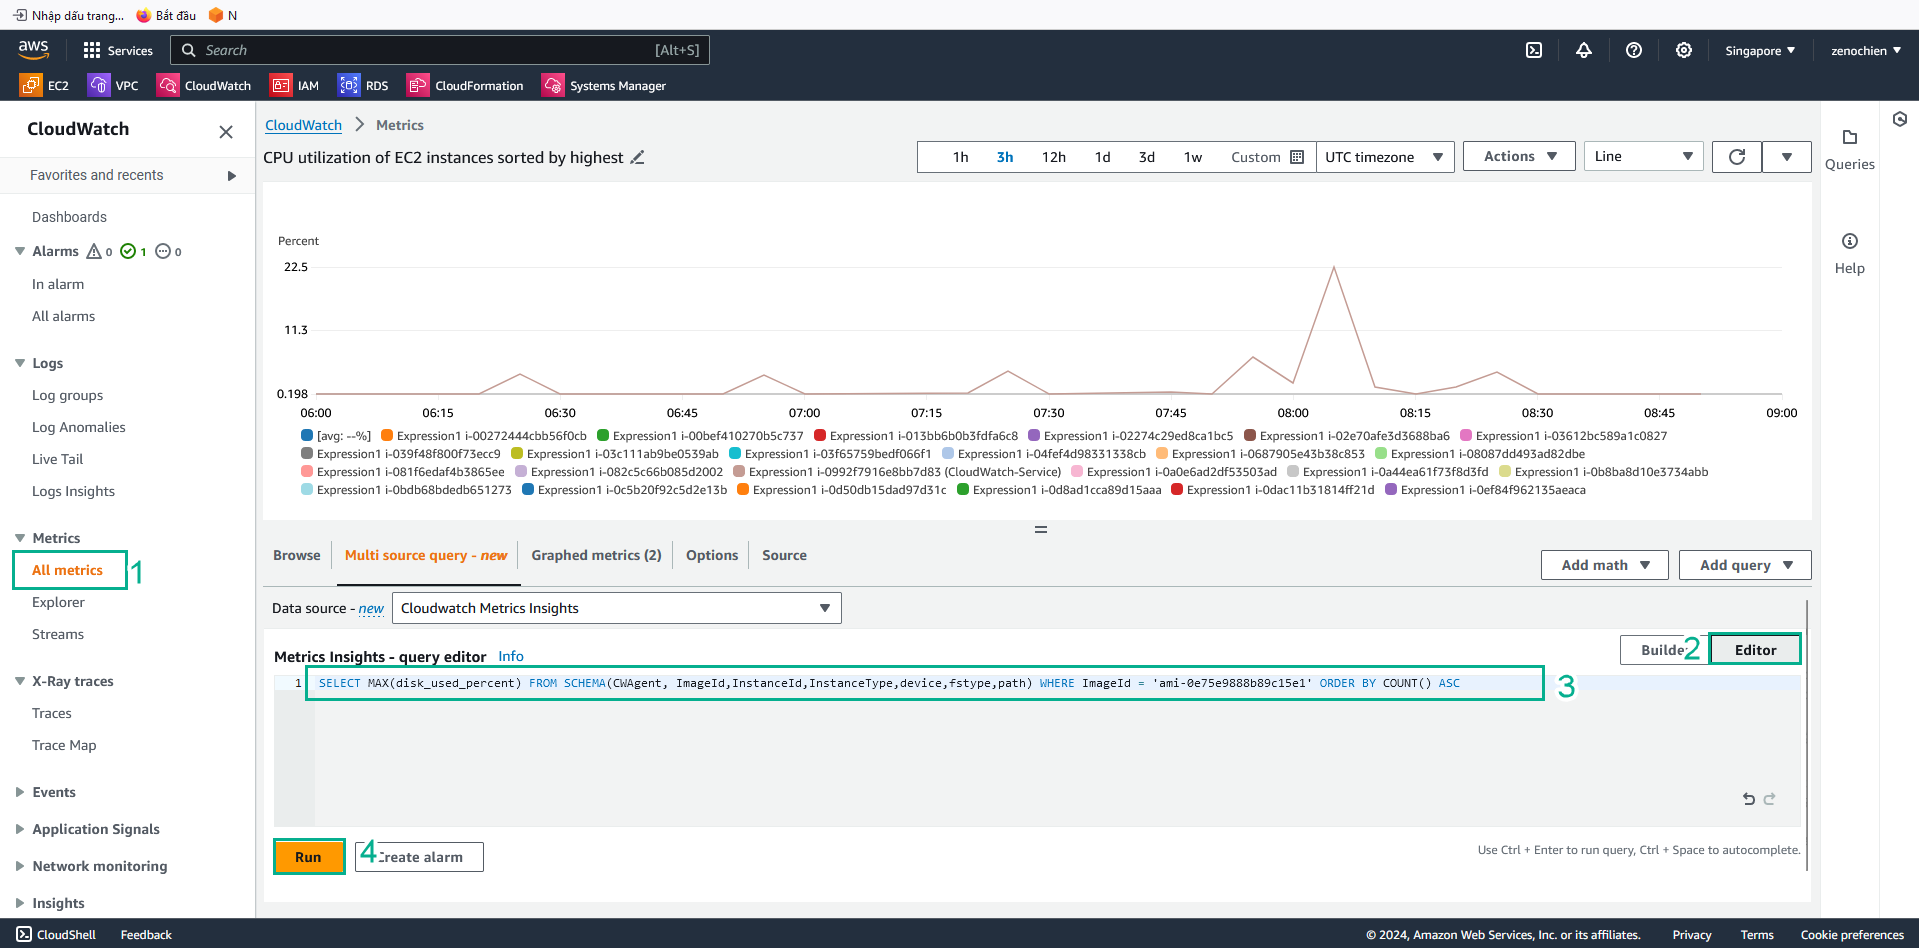 Nhập dấu trang... Bắt đầu N
aws Services Search [Alt+S] Singapore zenochien
EC2 VPC CloudWatch IAM RDS CloudFormation Systems Manager
CloudWatch
Favorites and recents
Dashboards
Alarms 0 1 0
In alarm
All alarms
Logs
Log groups
Log Anomalies
Live Tail
Logs Insights
Metrics
All metrics 1
Explorer
Streams
X-Ray traces
Traces
Trace Map
Events
Application Signals
Network monitoring
Insights
CloudWatch Metrics
CPU utilization of EC2 instances sorted by highest 1h 3h 12h 1d 3d 1w Custom UTC timezone Actions Line
Queries
Help
Percent
22.5
11.3
0.198
06:00 06:15 06:30 06:45 07:00 07:15 07:30 07:45 08:00 08:15 08:30 08:45 09:00
[avg: --%] Expression1 i-00272444cbb56f0cb Expression1 i-00bef410270b5c737 Expression1 i-013bb6b0b3fdfa6c8 Expression1 i-02274c29ed8ca1bc5 Expression1 i-02e70afe3d3688ba6 Expression1 i-03612bc589a1c0827
Expression1 i-039f48f800f73ecc9 Expression1 i-03c111ab9be0539ab Expression1 i-03f65759bedf066f1 Expression1 i-04fef4d98331338cb Expression1 i-0687905e43b38c853 Expression1 i-08087dd493ad82dbe
Expression1 i-081f6edaf4b3865ee Expression1 i-082c5c66b085d2002 Expression1 i-0992f7916e8bb7d83 (CloudWatch-Service) Expression1 i-0a0e6ad2df53503ad Expression1 i-0a44ea61f73f8d3fd Expression1 i-0b8ba8d10e3734abb
Expression1 i-0bdb68bdedb651273 Expression1 i-0c5b20f92c5d2e13b Expression1 i-0d50db15dad97d31c Expression1 i-0d8ad1cca89d15aaa Expression1 i-0dac11b31814ff21d Expression1 i-0ef84f962135aeaca
Browse Multi source query - new Graphed metrics (2) Options Source
Add math Add query
Data source - new Cloudwatch Metrics Insights
Metrics Insights - query editor Info Builde 2 Editor
1 SELECT MAX(disk_used_percent) FROM SCHEMA(CWAgent, ImageId,InstanceId,InstanceType,device,fstype,path) WHERE ImageId = 'ami-0e75e9888b89c15e1' ORDER BY COUNT() ASC 3
Run 4 Create alarm
Use Ctrl + Enter to run query, Ctrl + Space to autocomplete.
CloudShell Feedback © 2024, Amazon Web Services, Inc. or its affiliates. Privacy Terms Cookie preferences